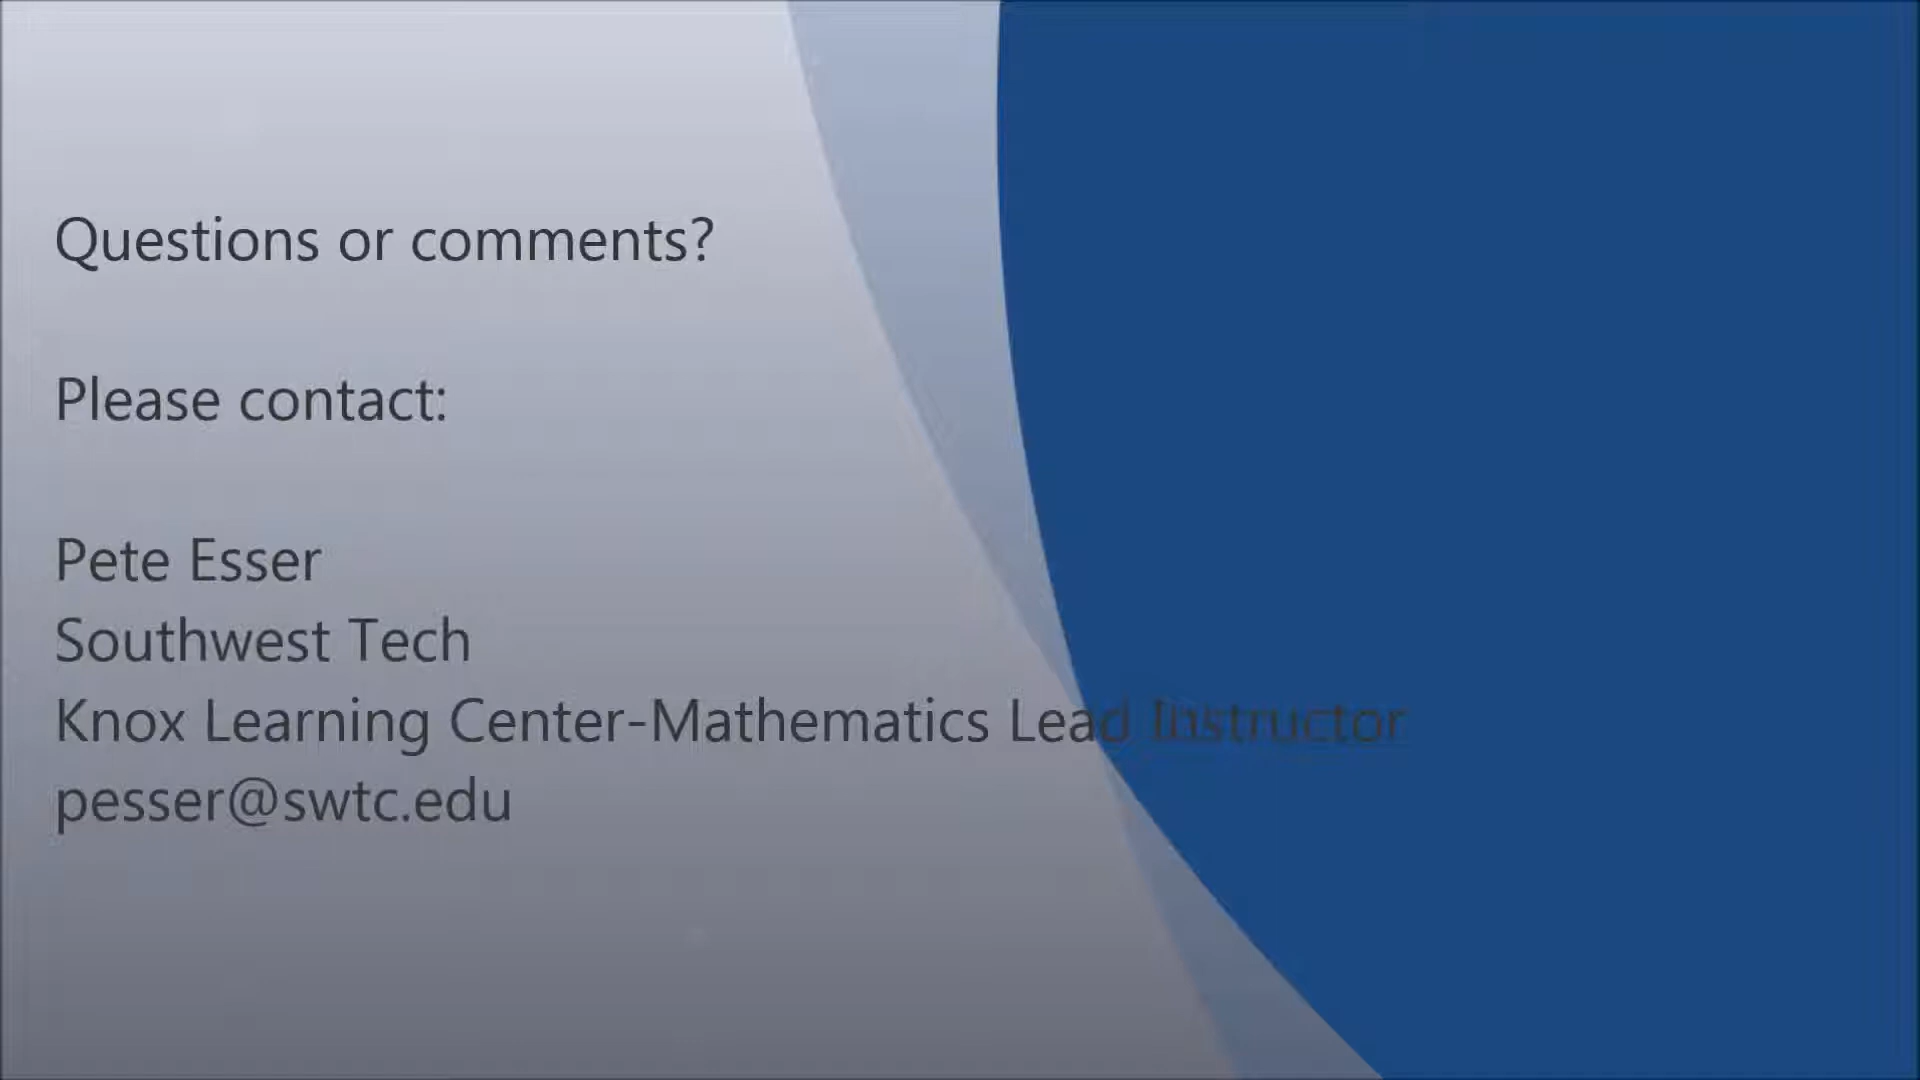 Questions or comments?
Please contact:
Pete Esser
Southwest Tech
Knox Learning Center-Mathematics Lead Instructor
pesser@swtc.edu